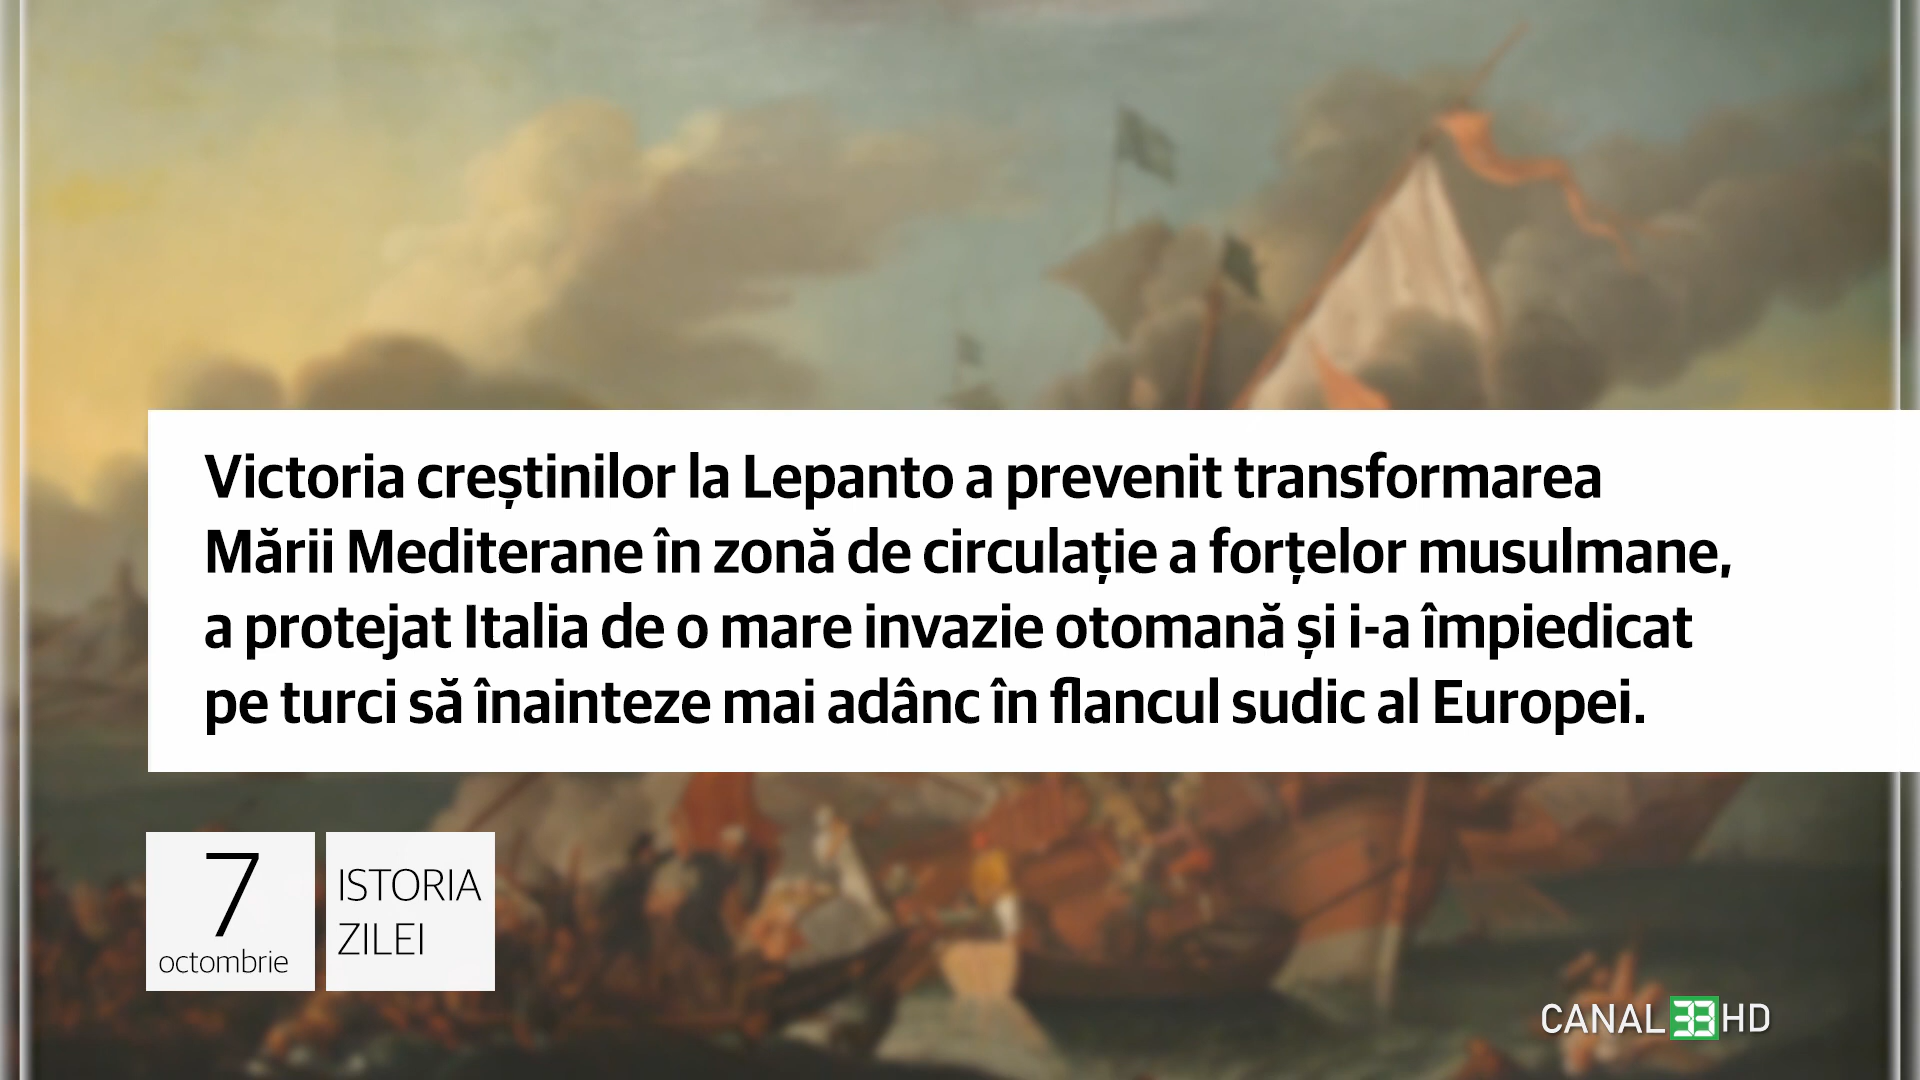 Victoria creștinilor la Lepanto a prevenit transformarea
Mării Mediterane în zonă de circulație a forțelor musulmane,
a protejat Italia de o mare invazie otomană și i-a împiedicat
pe turci să înainteze mai adânc în flancul sudic al Europei.
7
octombrie
ISTORIA
ZILEI
CANAL 33 HD